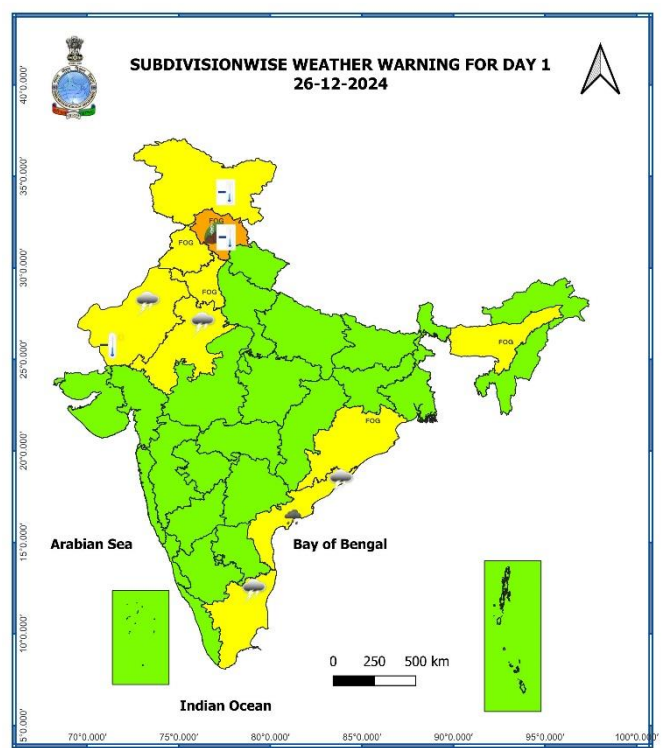 SUBDIVISIONWISE WEATHER WARNING FOR DAY 1
26-12-2024
40°0.000'
35°0.000'
FOG
FOG
30°0.000'
FOG
FOG
25°0.000'
FOG
20°0.000'
Arabian Sea
Bay of Bengal
15°0.000'
10°0.000'
0 250 500 km
Indian Ocean
5°0.000'
70°0.000' 75°0.000' 80°0.000' 85°0.000' 90°0.000' 95°0.000' 100°0.000'